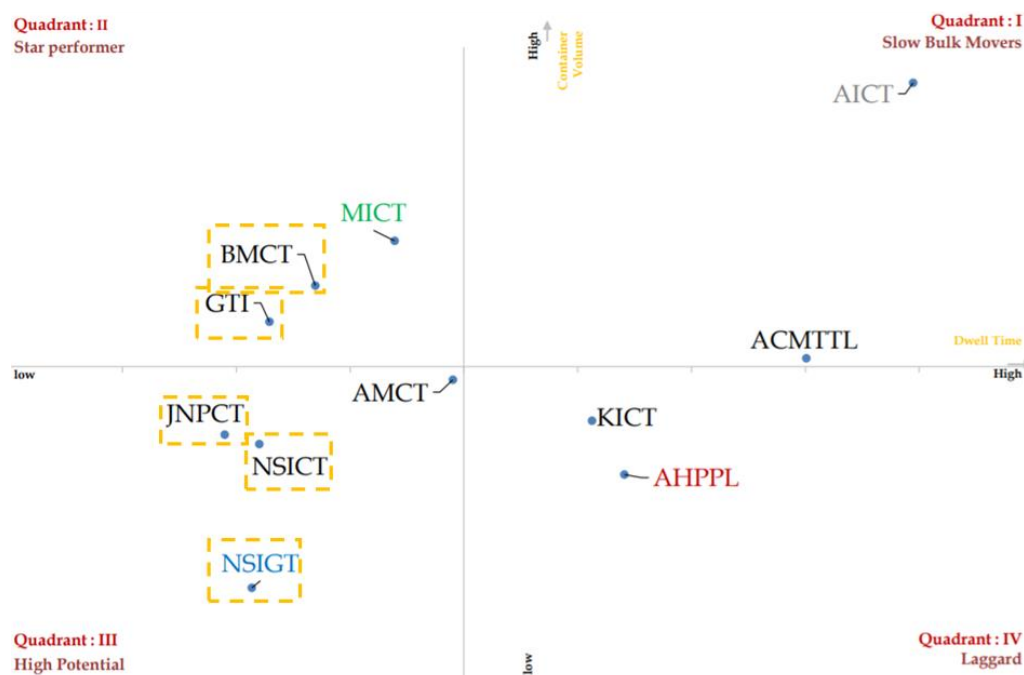 Quadrant : II
Star performer
High
Container
Volume
Quadrant : I
Slow Bulk Movers
AICT
MICT
BMCT
GTI
ACMTTL
Dwell Time
low
High
AMCT
JNPCT
KICT
NSICT
AHPPL
NSIGT
Quadrant : III
High Potential
low
Quadrant : IV
Laggard